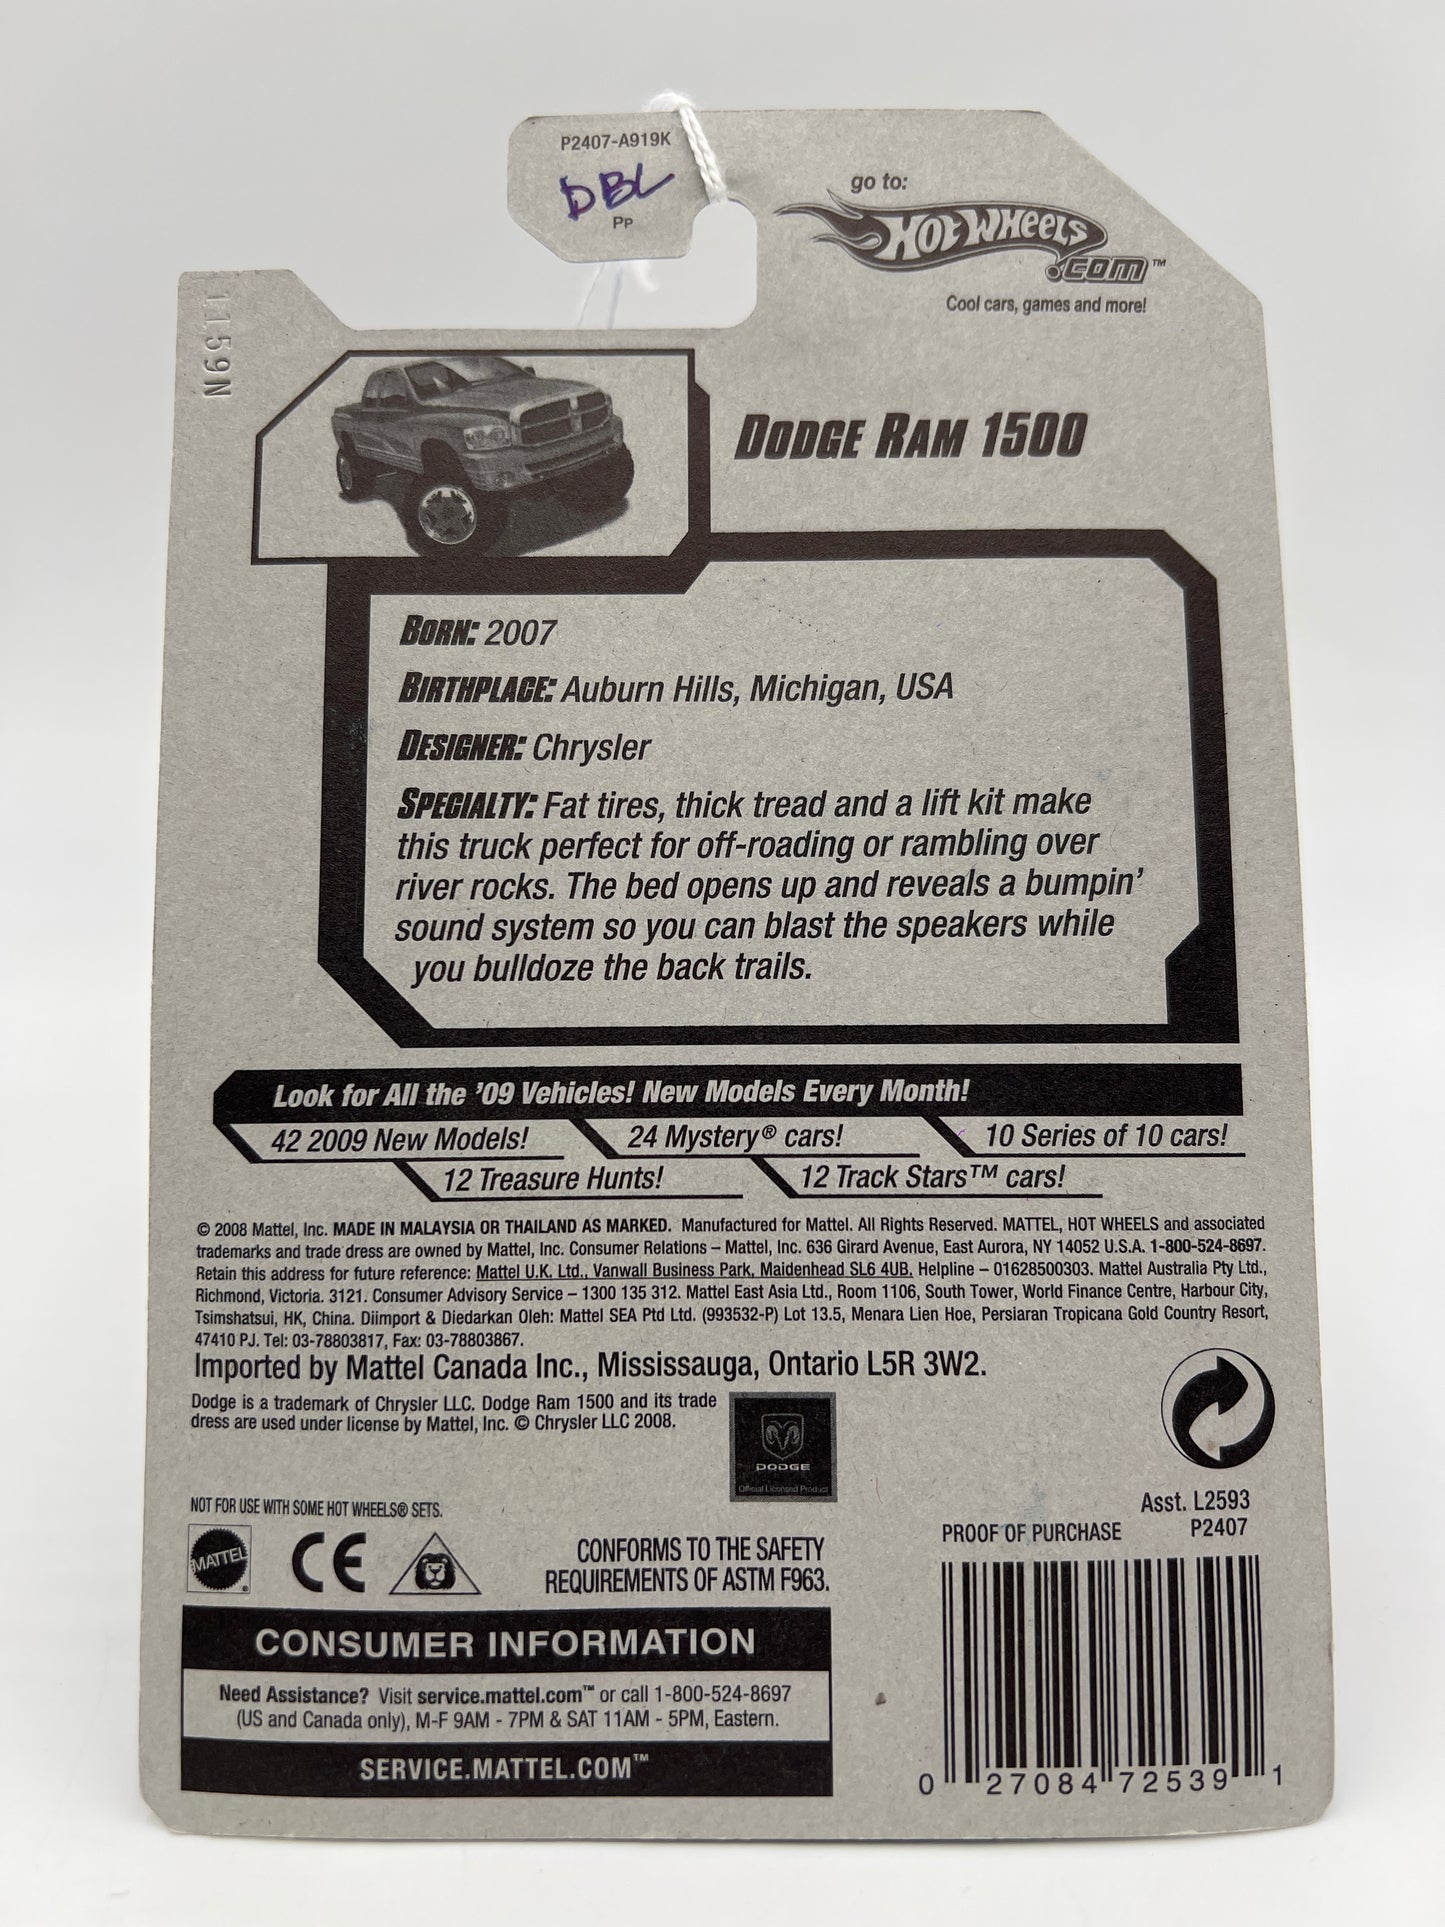 P2407-A919K
DBL
PP
go to:
HOT WHEELS
.COM™
Cool cars, games and more!
1159N
DODGE RAM 1500
BORN: 2007
BIRTHPLACE: Auburn Hills, Michigan, USA
DESIGNER: Chrysler
SPECIALTY: Fat tires, thick tread and a lift kit make
this truck perfect for off-roading or rambling over
river rocks. The bed opens up and reveals a bumpin’
sound system so you can blast the speakers while
you bulldoze the back trails.
Look for All the ’09 Vehicles! New Models Every Month!
42 2009 New Models! 24 Mystery® cars! 10 Series of 10 cars!
12 Treasure Hunts! 12 Track Stars™ cars!
© 2008 Mattel, Inc. MADE IN MALAYSIA OR THAILAND AS MARKED. Manufactured for Mattel. All Rights Reserved. MATTEL, HOT WHEELS and associated
trademarks and trade dress are owned by Mattel, Inc. Consumer Relations – Mattel, Inc. 636 Girard Avenue, East Aurora, NY 14052 U.S.A. 1-800-524-8697.
Retain this address for future reference: Mattel U.K. Ltd., Vanwall Business Park, Maidenhead SL6 4UB. Helpline – 01628500303. Mattel Australia Pty Ltd.,
Richmond, Victoria. 3121. Consumer Advisory Service – 1300 135 312. Mattel East Asia Ltd., Room 1106, South Tower, World Finance Centre, Harbour City,
Tsimshatsui, HK, China. Diimport & Diedarkan Oleh: Mattel SEA Ptd Ltd. (993532-P) Lot 13.5, Menara Lien Hoe, Persiaran Tropicana Gold Country Resort,
47410 PJ. Tel: 03-78803817, Fax: 03-78803867.
Imported by Mattel Canada Inc., Mississauga, Ontario L5R 3W2.
Dodge is a trademark of Chrysler LLC. Dodge Ram 1500 and its trade
dress are used under license by Mattel, Inc. © Chrysler LLC 2008.
DODGE
Official Licensed Product
NOT FOR USE WITH SOME HOT WHEELS® SETS.
MATTEL
CE
CONFORMS TO THE SAFETY
REQUIREMENTS OF ASTM F963.
Asst. L2593
PROOF OF PURCHASE P2407
CONSUMER INFORMATION
Need Assistance? Visit service.mattel.com™ or call 1-800-524-8697
(US and Canada only), M-F 9AM - 7PM & SAT 11AM - 5PM, Eastern.
SERVICE.MATTEL.COM™
0 27084 72539 1